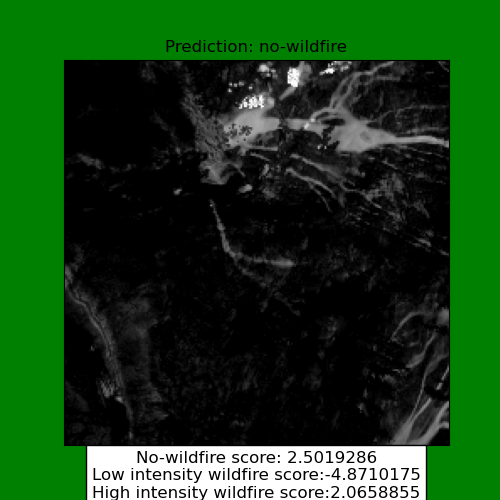 Prediction: no-wildfire
No-wildfire score: 2.5019286
Low intensity wildfire score:-4.8710175
High intensity wildfire score:2.0658855